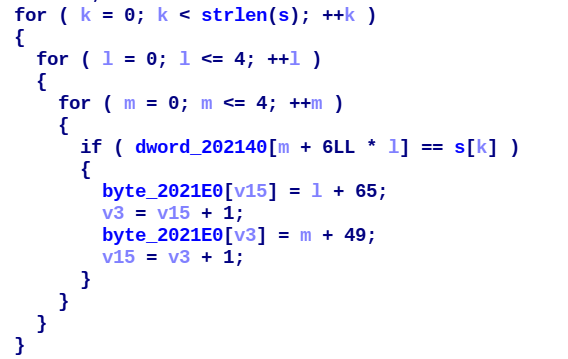 for ( k = 0; k < strlen(s); ++k )
{
for ( l = 0; l <= 4; ++l )
{
for ( m = 0; m <= 4; ++m )
{
if ( dword_202140[m + 6LL * l] == s[k] )
{
byte_2021E0[v15] = l + 65;
v3 = v15 + 1;
byte_2021E0[v3] = m + 49;
v15 = v3 + 1;
}
}
}
}